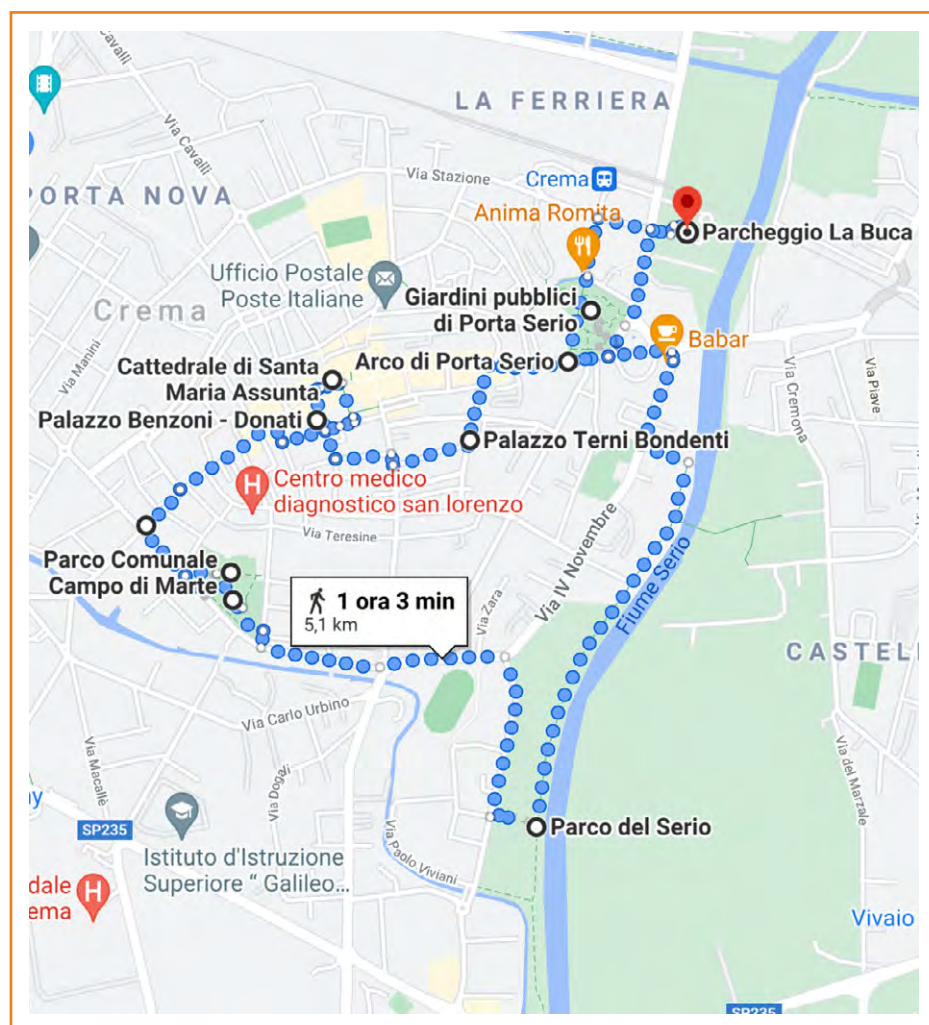 Via Cavalli
LA FERRIERA
Via Cavalli
Via Stazione
Crema
PORTA NOVA
Anima Romita
Parcheggio La Buca
Ufficio Postale
Poste Italiane
Giardini pubblici
di Porta Serio
Crema
Babar
Via Manini
Cattedrale di Santa
Maria Assunta
Arco di Porta Serio
Via Cremona
Via Piave
Palazzo Benzoni - Donati
Palazzo Terni Bondenti
H
Centro medico
diagnostico san lorenzo
Via Teresine
Via IV Novembre
Fiume Serio
Parco Comunale
Campo di Marte
1 ora 3 min
5,1 km
Via Zara
CASTELL
Via Carlo Urbino
Via Macallè
Via Dogali
Via del Marzale
ny
SP235
Parco del Serio
Istituto d'Istruzione
Superiore “ Galileo...
Via Paolo Viviani
dale
ema
H
Vivaio
SP235